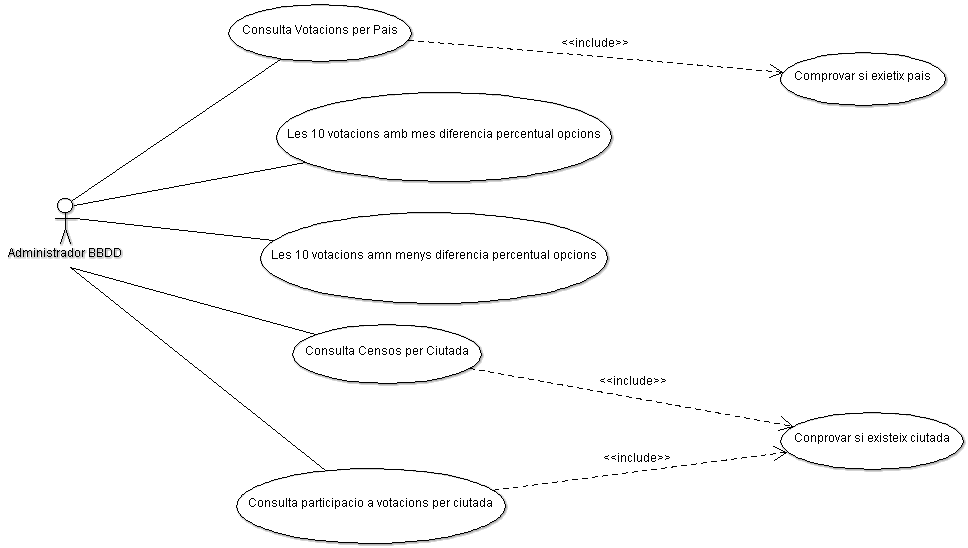 Consulta Votacions per Pais
<<include>>
Comprovar si exietix pais
Les 10 votacions amb mes diferencia percentual opcions
Administrador BBDD
Les 10 votacions amn menys diferencia percentual opcions
Consulta Censos per Ciutada
<<include>>
Conprovar si existeix ciutada
<<include>>
Consulta participacio a votacions per ciutada